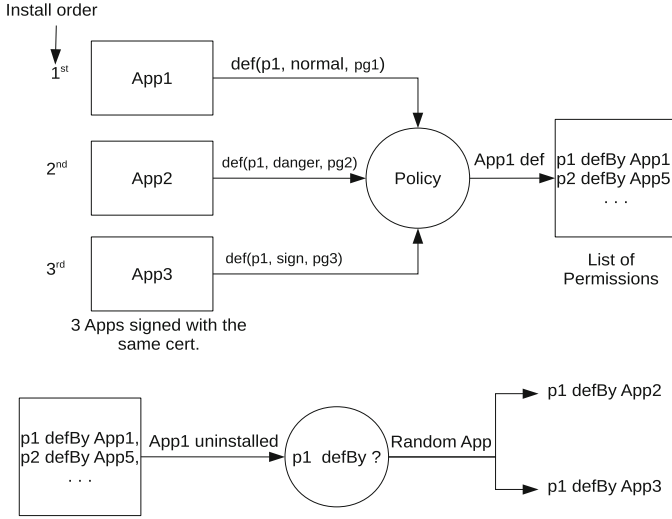 Install order
1st
App1
def(p1, normal, pg1)
2nd
App2
def(p1, danger, pg2)
Policy
App1 def
p1 defBy App1
p2 defBy App5
. . .
3rd
App3
def(p1, sign, pg3)
List of
Permissions
3 Apps signed with the
same cert.
p1 defBy App1,
p2 defBy App5,
. . .
App1 uninstalled
p1 defBy ?
Random App
p1 defBy App2
p1 defBy App3